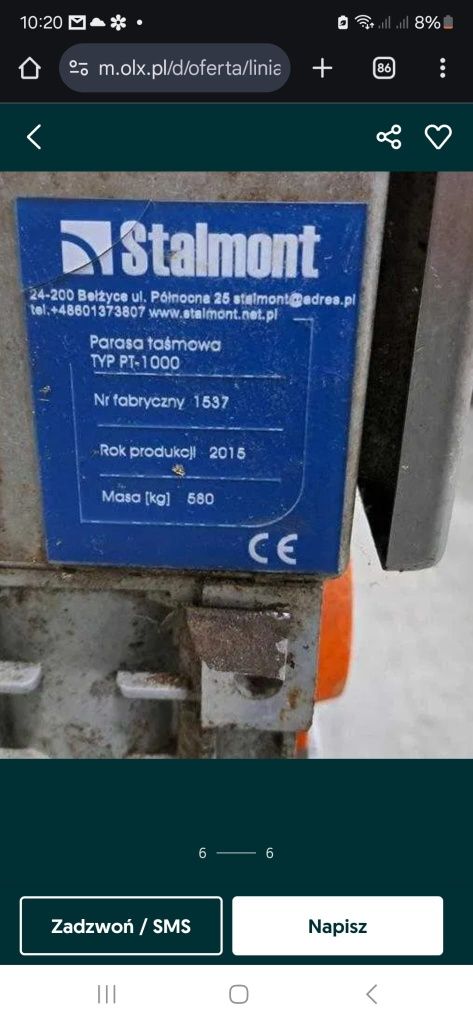 10:20
8%
m.olx.pl/d/oferta/linia
86
Stalmont
24-200 Bełżyce ul. Północna 25 stalmont@adres.pl
tel.+48601373807 www.stalmont.net.pl
Parasa taśmowa
TYP PT-1000
Nr fabryczny 1537
Rok produkcji 2015
Masa [kg] 580
CE
6 6
Zadzwoń / SMS
Napisz